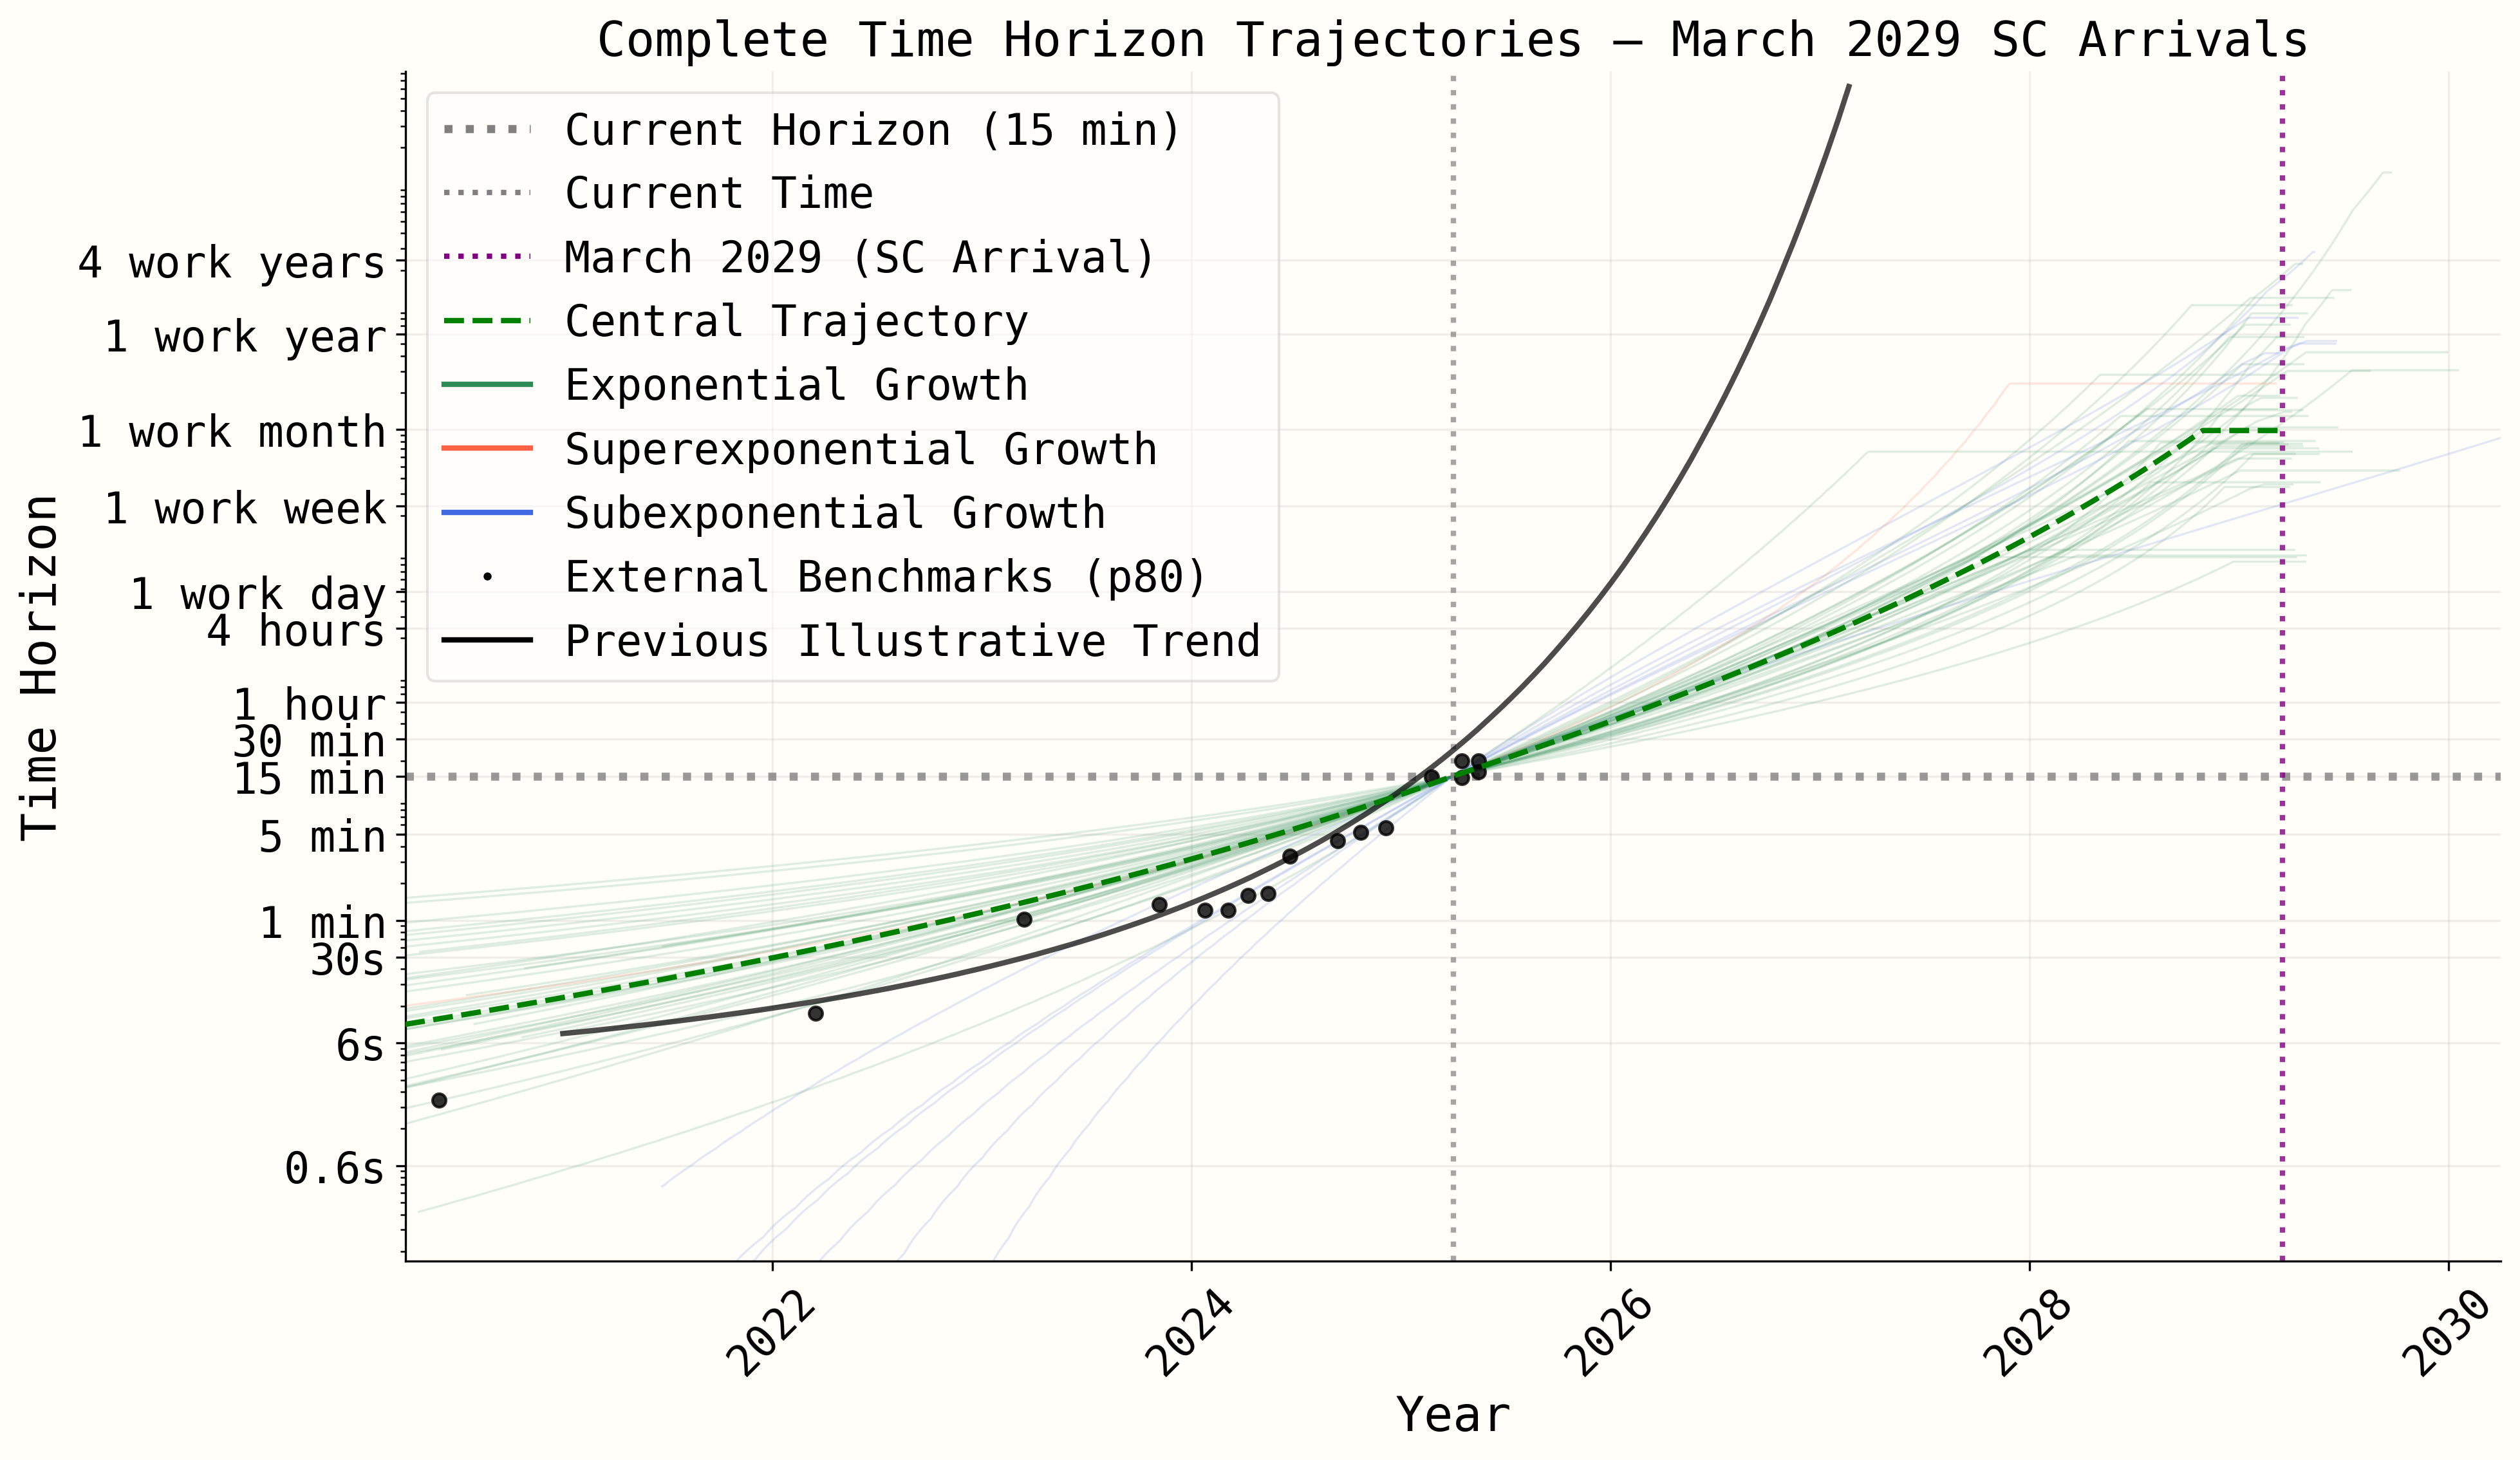 Complete Time Horizon Trajectories — March 2029 SC Arrivals
Current Horizon (15 min)
Current Time
March 2029 (SC Arrival)
Central Trajectory
Exponential Growth
Superexponential Growth
Subexponential Growth
External Benchmarks (p80)
Previous Illustrative Trend
Time Horizon
4 work years
1 work year
1 work month
1 work week
1 work day
4 hours
1 hour
30 min
15 min
5 min
1 min
30s
6s
0.6s
2022
2024
2026
2028
2030
Year